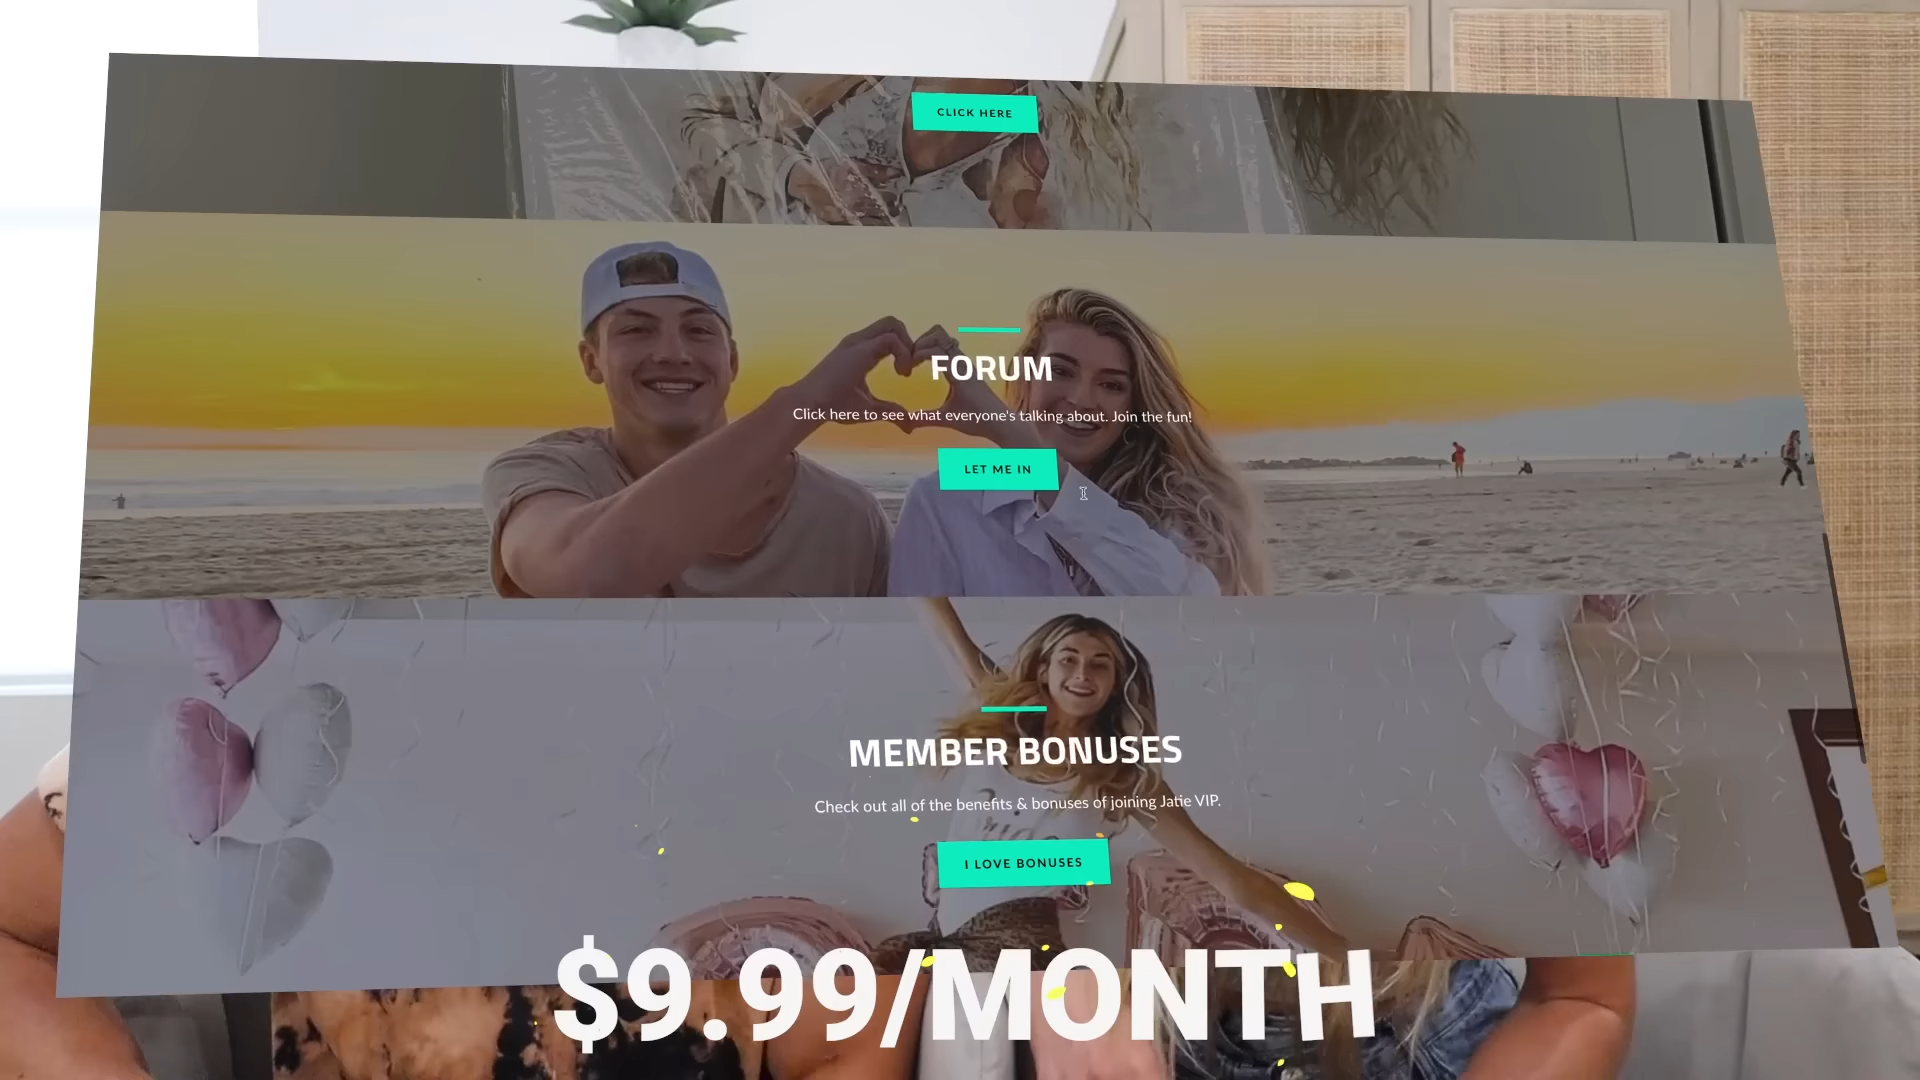 CLICK HERE
FORUM
Click here to see what everyone's talking about. Join the fun!
LET ME IN
MEMBER BONUSES
Check out all of the benefits & bonuses of joining Jatie VIP.
I LOVE BONUSES
$9.99/MONTH